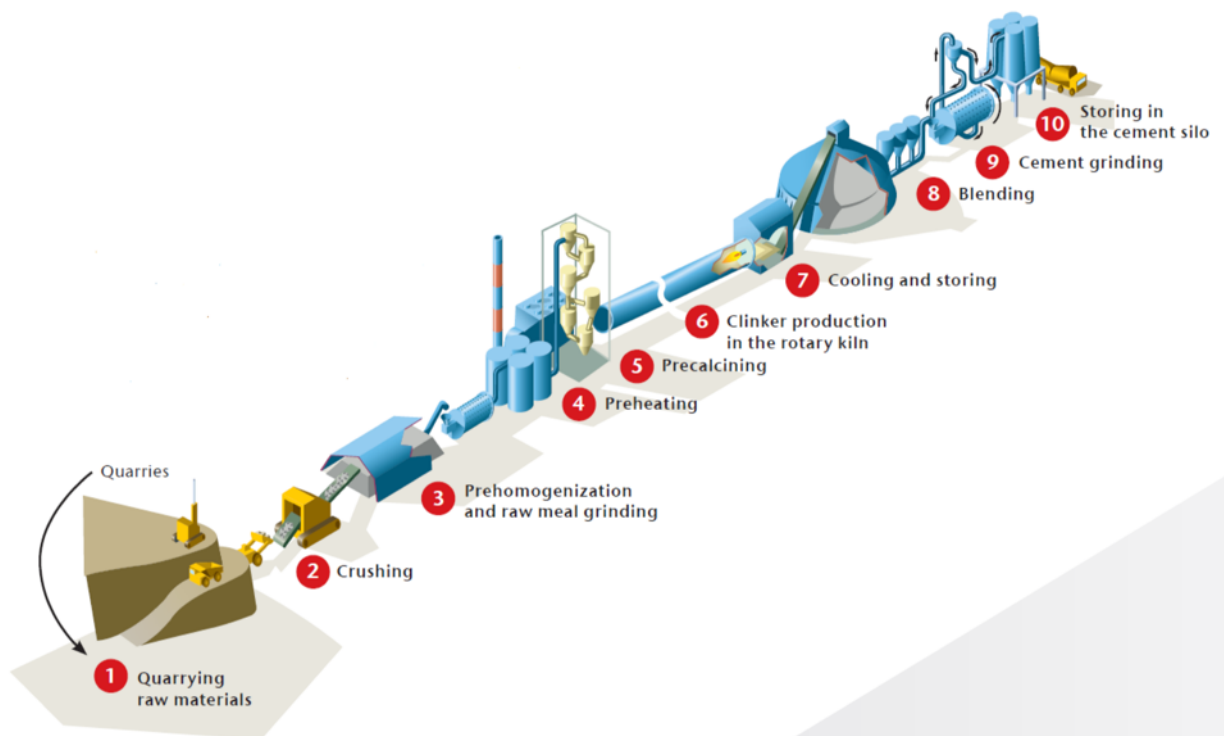 Quarries
1
Quarrying
raw materials
2
Crushing
3
Prehomogenization
and raw meal grinding
4
Preheating
5
Precalcining
6
Clinker production
in the rotary kiln
7
Cooling and storing
8
Blending
9
Cement grinding
10
Storing in
the cement silo